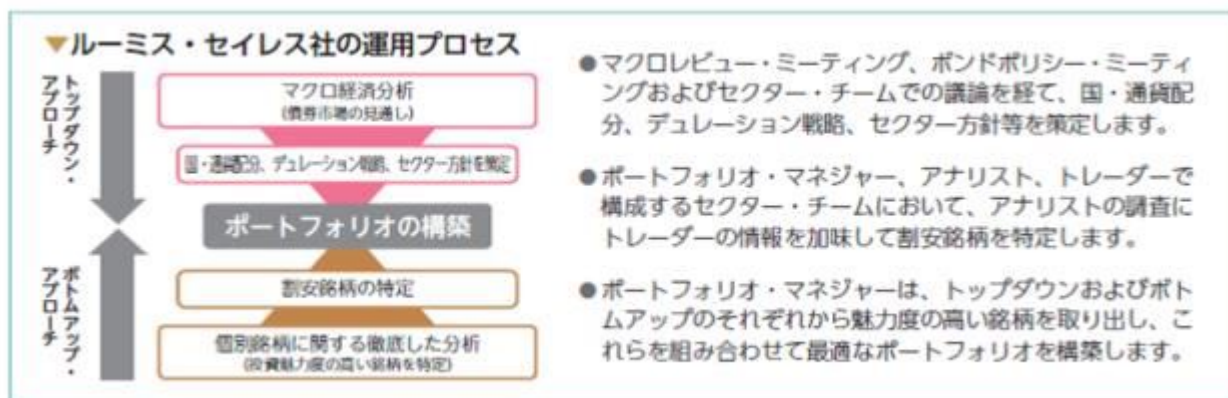 ▼ルーミス・セイレス社の運用プロセス
トップダウン・
アプローチ
マクロ経済分析
(債券市場の見通し)
国・通貨配分、デュレーション戦略、セクター方針を策定
ポートフォリオの構築
ボトムアップ・
アプローチ
割安銘柄の特定
個別銘柄に関する徹底した分析
(投資魅力度の高い銘柄を特定)
●マクロレビュー・ミーティング、ボンドポリシー・ミーティ
ングおよびセクター・チームでの議論を経て、国・通貨配
分、デュレーション戦略、セクター方針等を策定します。
●ポートフォリオ・マネジャー、アナリスト、トレーダーで
構成するセクター・チームにおいて、アナリストの調査に
トレーダーの情報を加味して割安銘柄を特定します。
●ポートフォリオ・マネジャーは、トップダウンおよびボト
ムアップのそれぞれから魅力度の高い銘柄を取り出し、こ
れらを組み合わせて最適なポートフォリオを構築します。